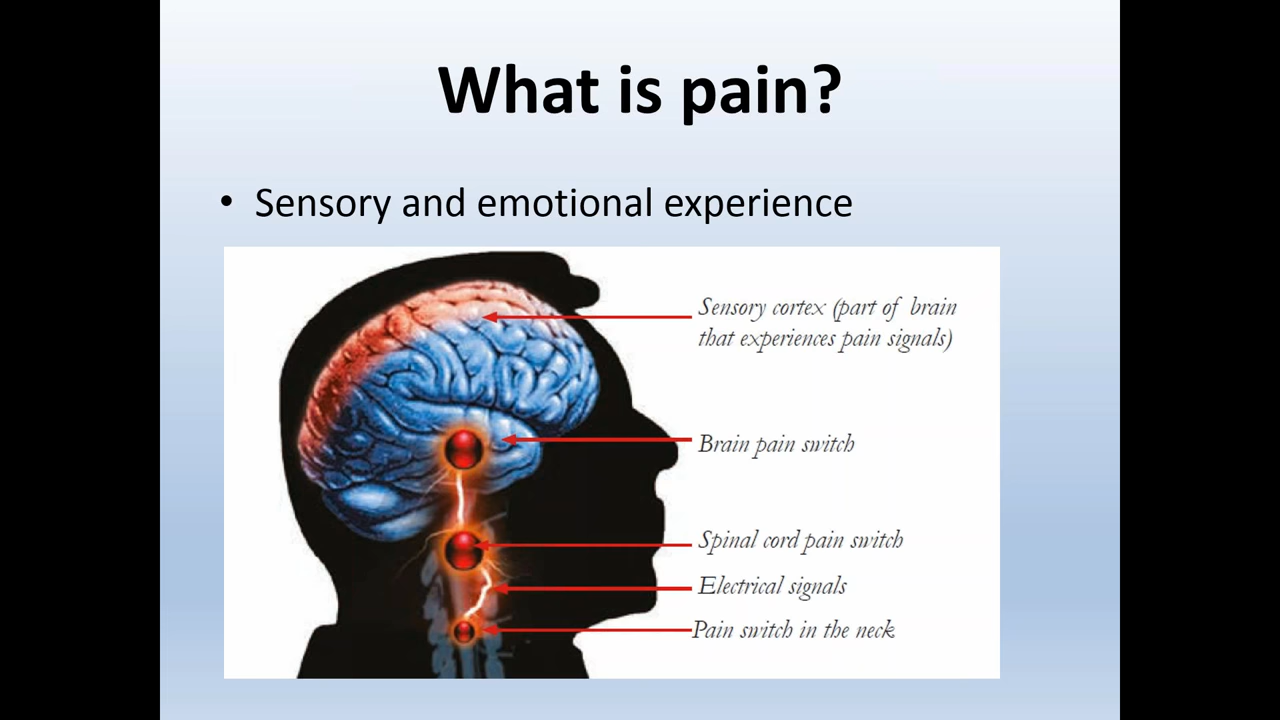 What is pain?
• Sensory and emotional experience
Sensory cortex (part of brain
that experiences pain signals)
Brain pain switch
Spinal cord pain switch
Electrical signals
Pain switch in the neck